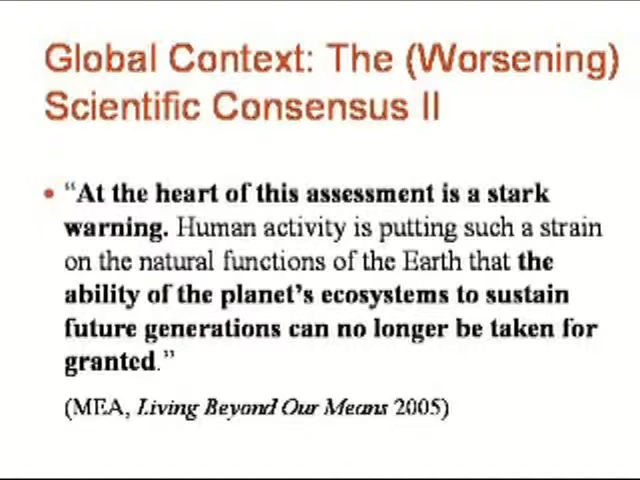 Global Context: The (Worsening)
Scientific Consensus II
• “At the heart of this assessment is a stark
warning. Human activity is putting such a strain
on the natural functions of the Earth that the
ability of the planet’s ecosystems to sustain
future generations can no longer be taken for
granted.”
(MEA, Living Beyond Our Means 2005)